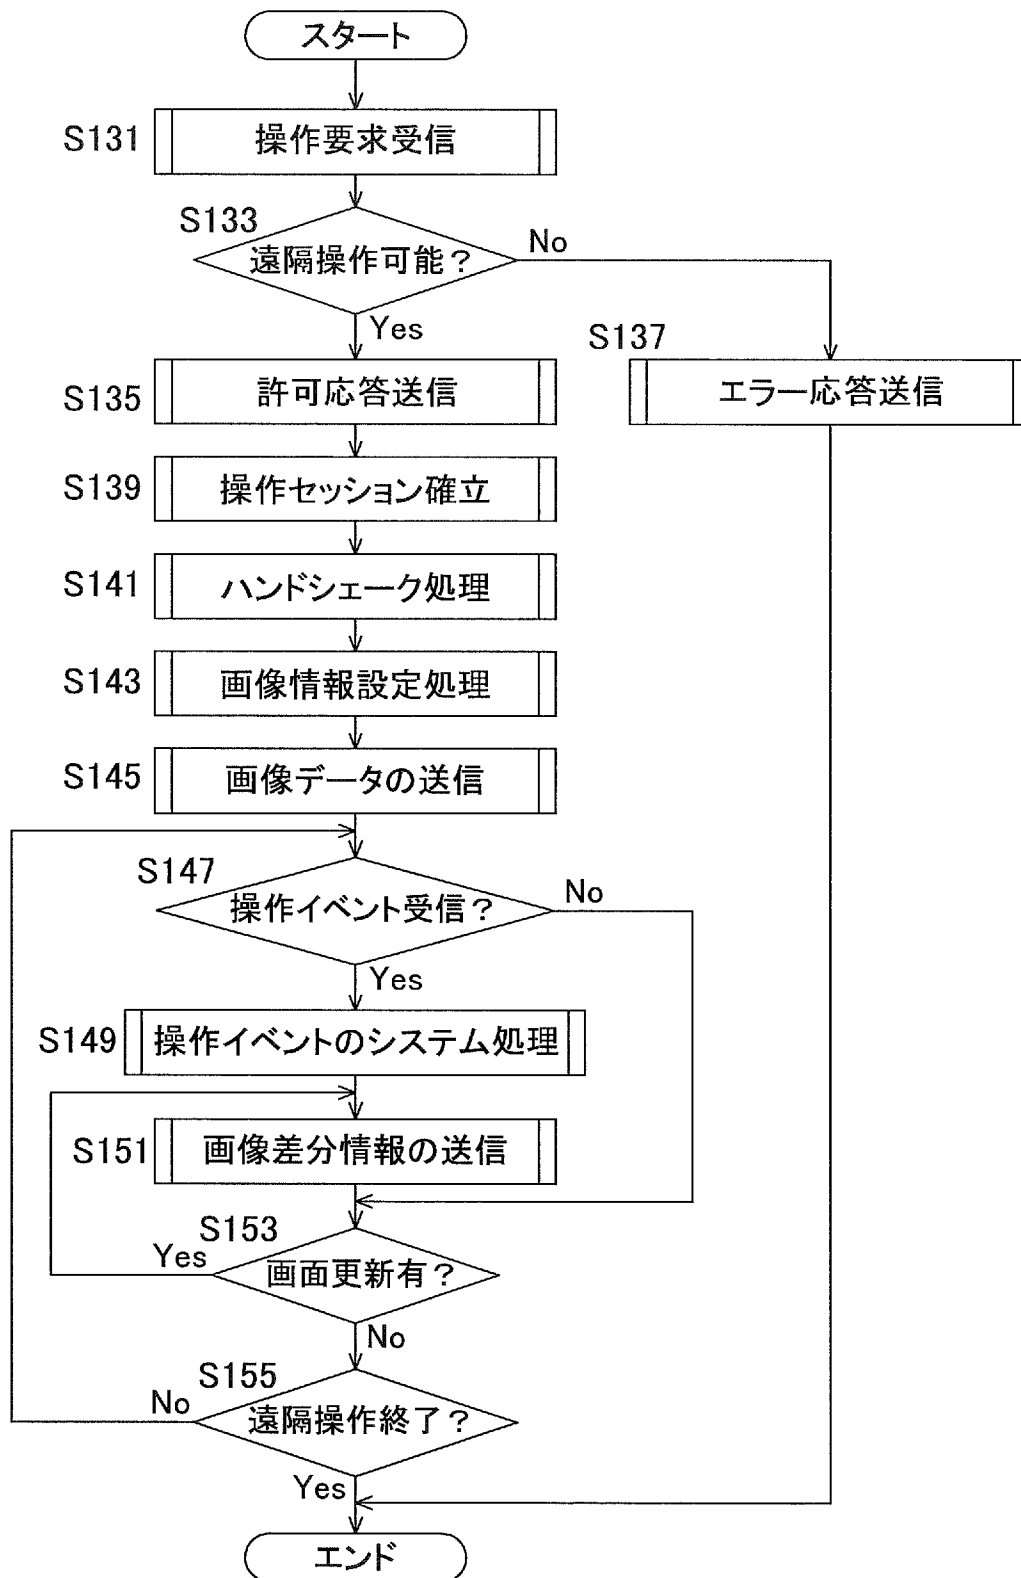 スタート
S131
操作要求受信
S133
遠隔操作可能？
No
Yes
S137
S135
許可応答送信
エラー応答送信
S139
操作セッション確立
S141
ハンドシェーク処理
S143
画像情報設定処理
S145
画像データの送信
S147
操作イベント受信？
No
Yes
S149
操作イベントのシステム処理
S151
画像差分情報の送信
S153
Yes
画面更新有？
No
S155
No
遠隔操作終了？
Yes
エンド